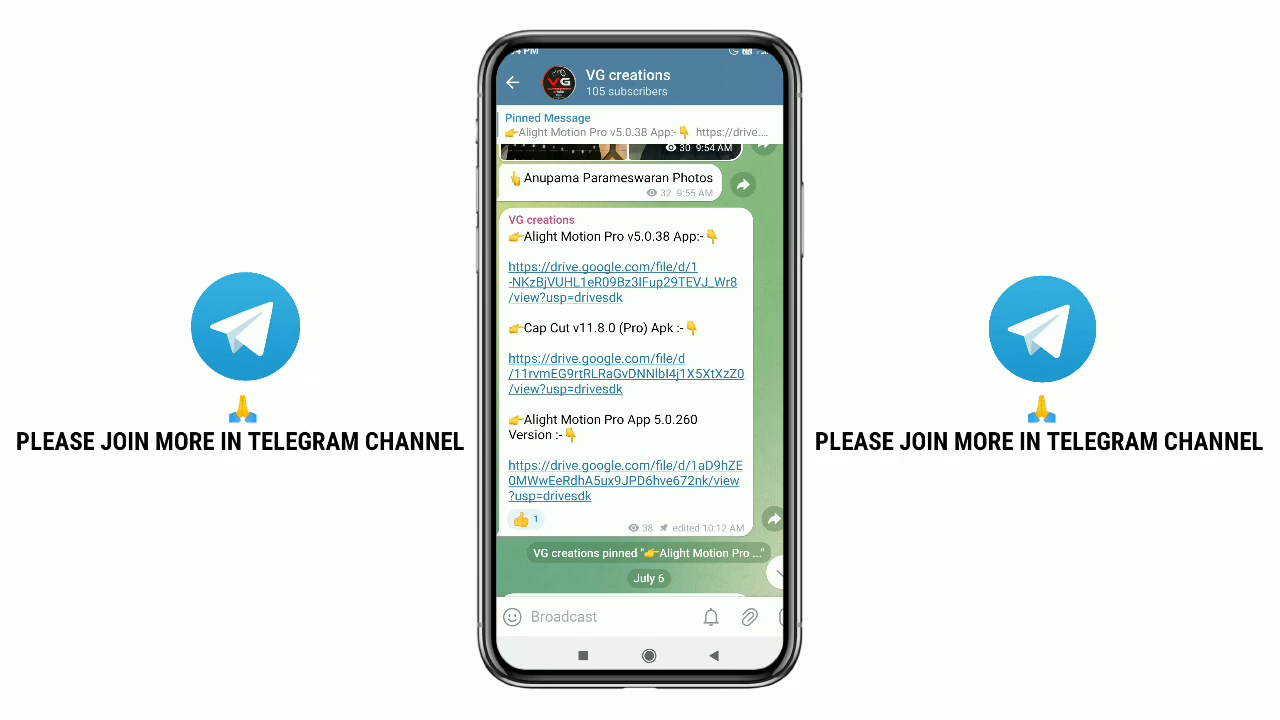 VG creations
105 subscribers
Pinned Message
👉Alight Motion Pro v5.0.38 App:-👇 https://drive....
30 9:54 AM
👆Anupama Parameswaran Photos
32 9:55 AM
VG creations
👉Alight Motion Pro v5.0.38 App:-👇
https://drive.google.com/file/d/1
-NKzBjVUHL1eR09Bz3IFup29TEVJ_Wr8
/view?usp=drivesdk
👉Cap Cut v11.8.0 (Pro) Apk :-👇
https://drive.google.com/file/d
/11rvmEG9rtRLRaGvDNNlbI4j1X5XtXzZ0
/view?usp=drivesdk
👉Alight Motion Pro App 5.0.260
Version :-👇
https://drive.google.com/file/d/1aD9hZE
0MWwEeRdhA5ux9JPD6hve672nk/view
?usp=drivesdk
👍 1
38 edited 10:12 AM
VG creations pinned "👉Alight Motion Pro ..."
July 6
Broadcast
PLEASE JOIN MORE IN TELEGRAM CHANNEL
PLEASE JOIN MORE IN TELEGRAM CHANNEL